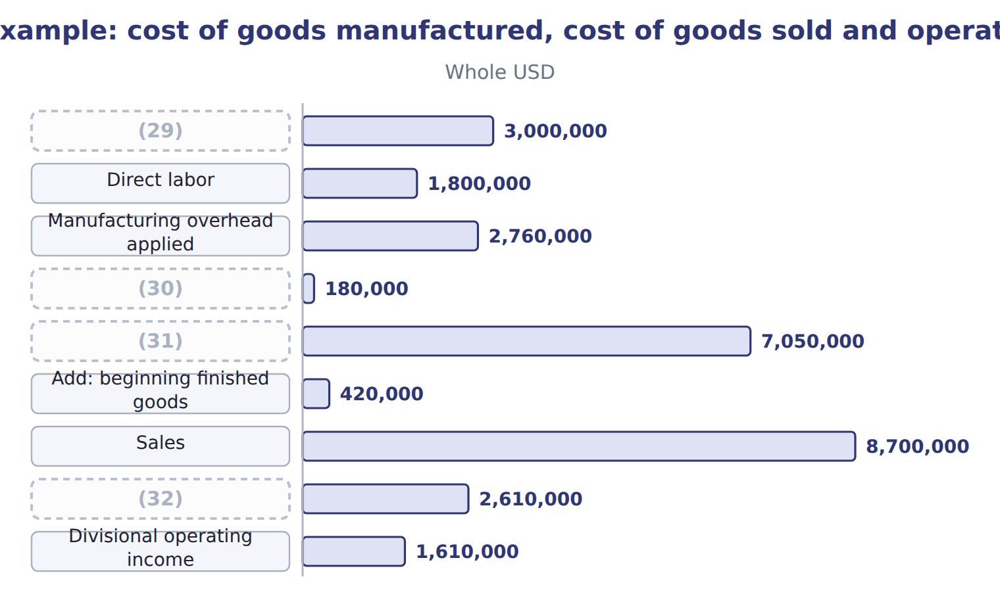 xample: cost of goods manufactured, cost of goods sold and operat
Whole USD
(29)
3,000,000
Direct labor
1,800,000
Manufacturing overhead
applied
2,760,000
(30)
180,000
(31)
7,050,000
Add: beginning finished
goods
420,000
Sales
8,700,000
(32)
2,610,000
Divisional operating
income
1,610,000